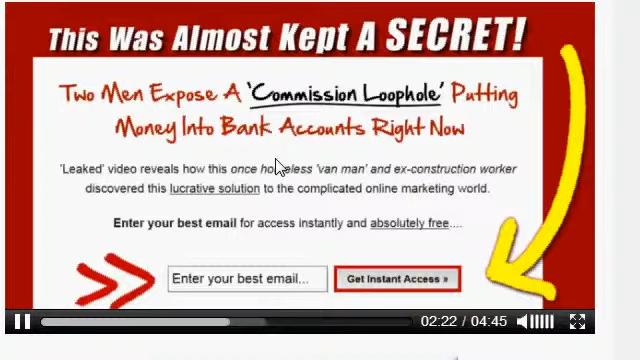 This Was Almost Kept A SECRET!
Two Men Expose A 'Commission Loophole' Putting
Money Into Bank Accounts Right Now
'Leaked' video reveals how this once homeless 'van man' and ex-construction worker
discovered this lucrative solution to the complicated online marketing world.
Enter your best email for access instantly and absolutely free....
Enter your best email...
Get Instant Access »
02:22 / 04:45